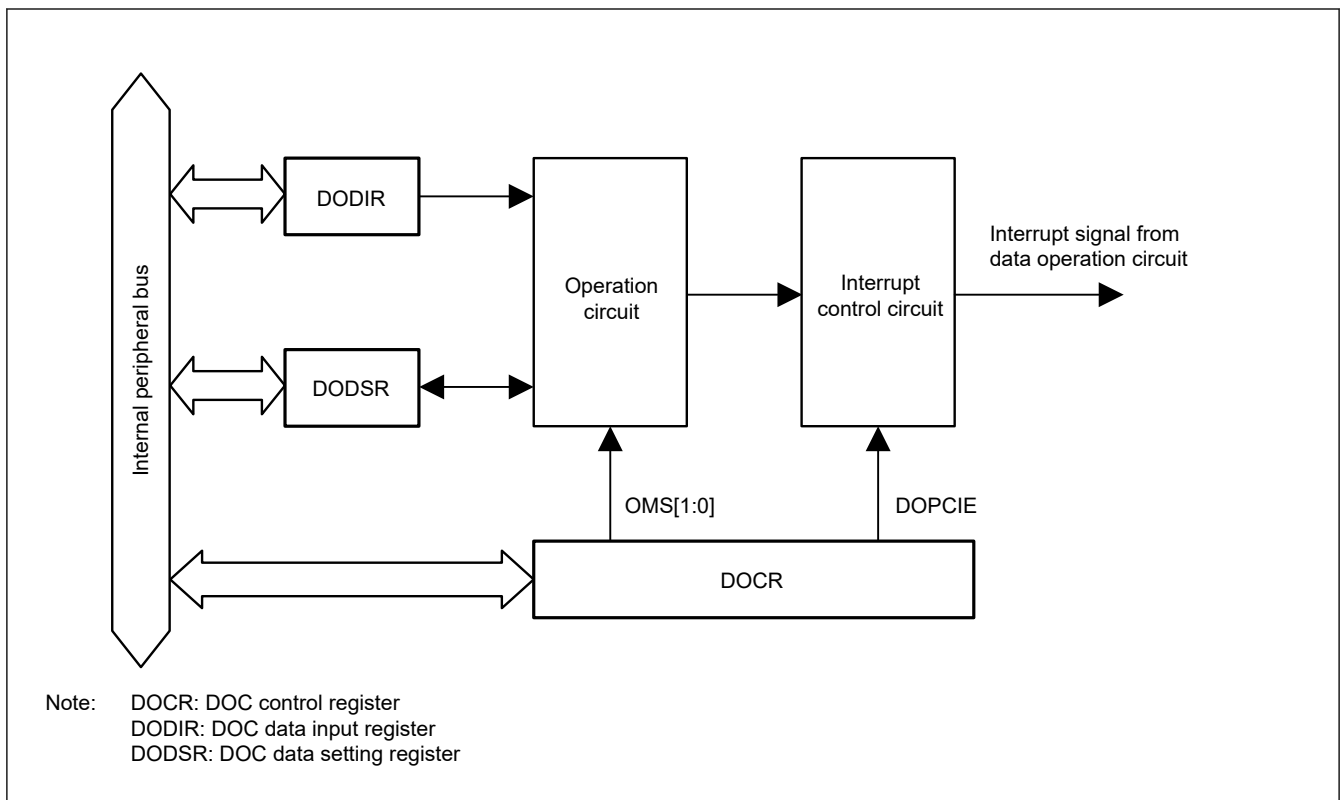 Internal peripheral bus
DODIR
DODSR
Operation
circuit
Interrupt
control circuit
Interrupt signal from
data operation circuit
OMS[1:0]
DOPCIE
DOCR
Note: DOCR: DOC control register
DODIR: DOC data input register
DODSR: DOC data setting register